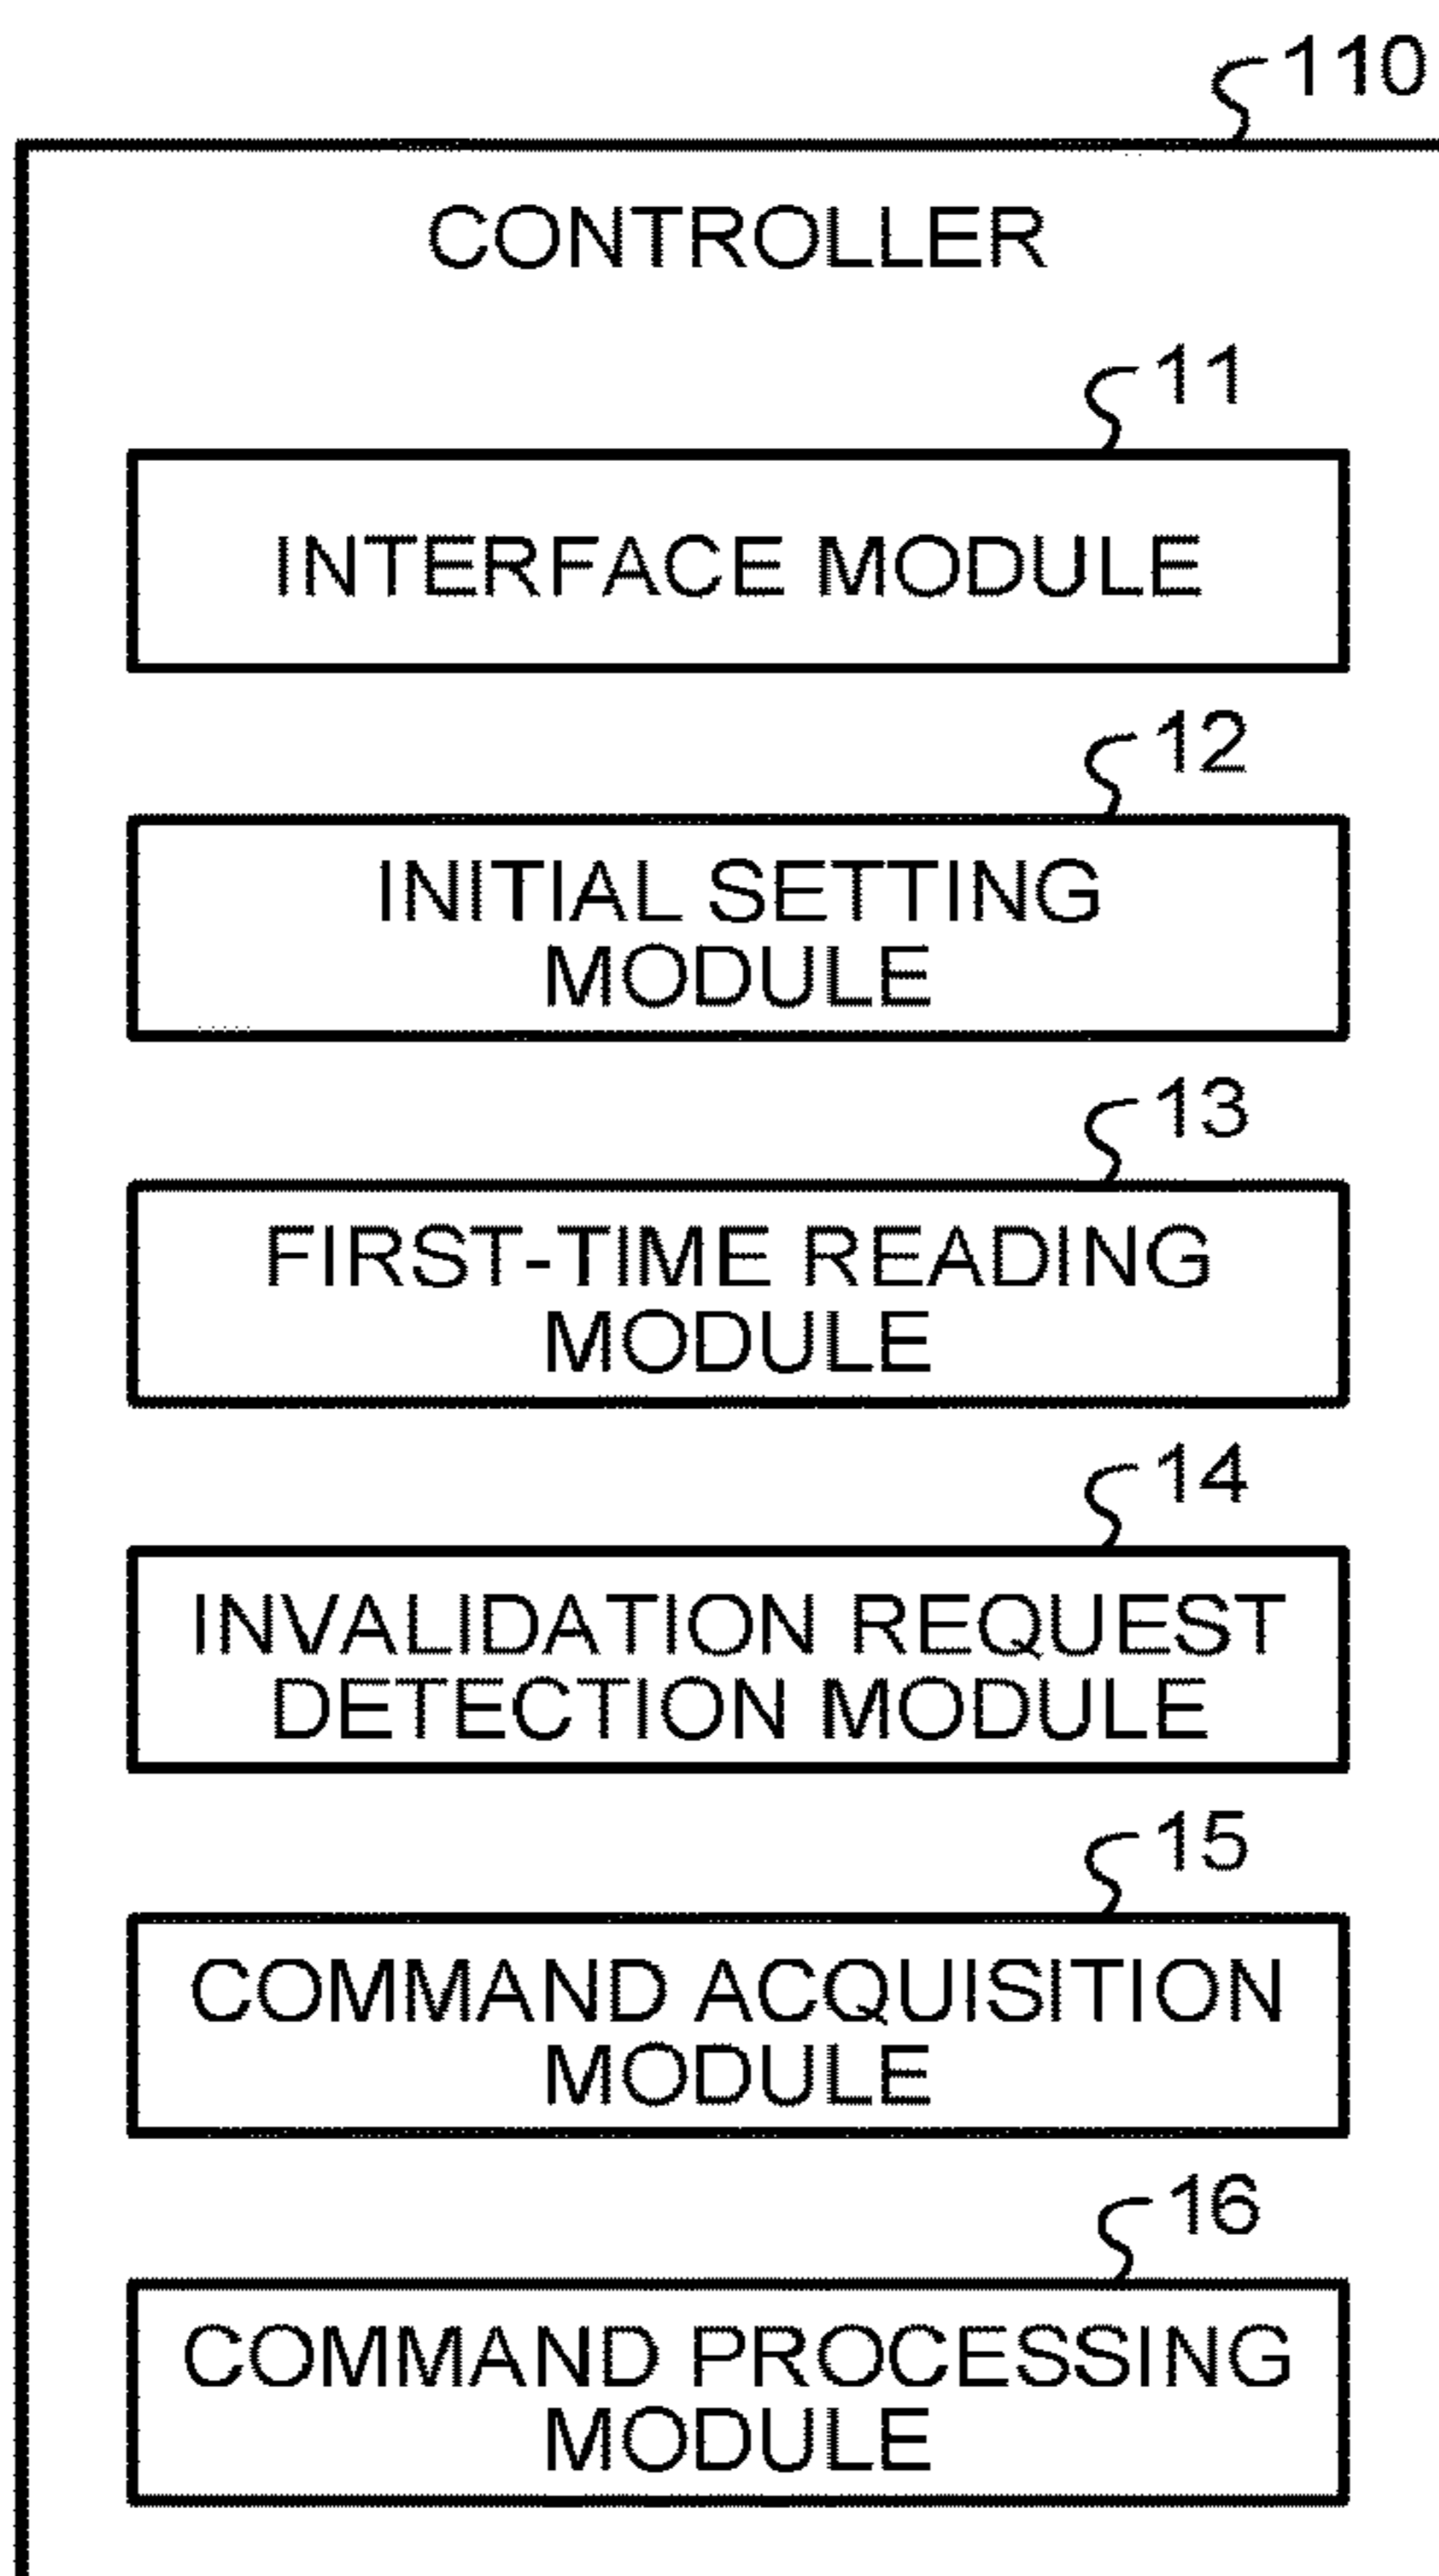 110
CONTROLLER
11
INTERFACE MODULE
12
INITIAL SETTING
MODULE
13
FIRST-TIME READING
MODULE
14
INVALIDATION REQUEST
DETECTION MODULE
15
COMMAND ACQUISITION
MODULE
16
COMMAND PROCESSING
MODULE